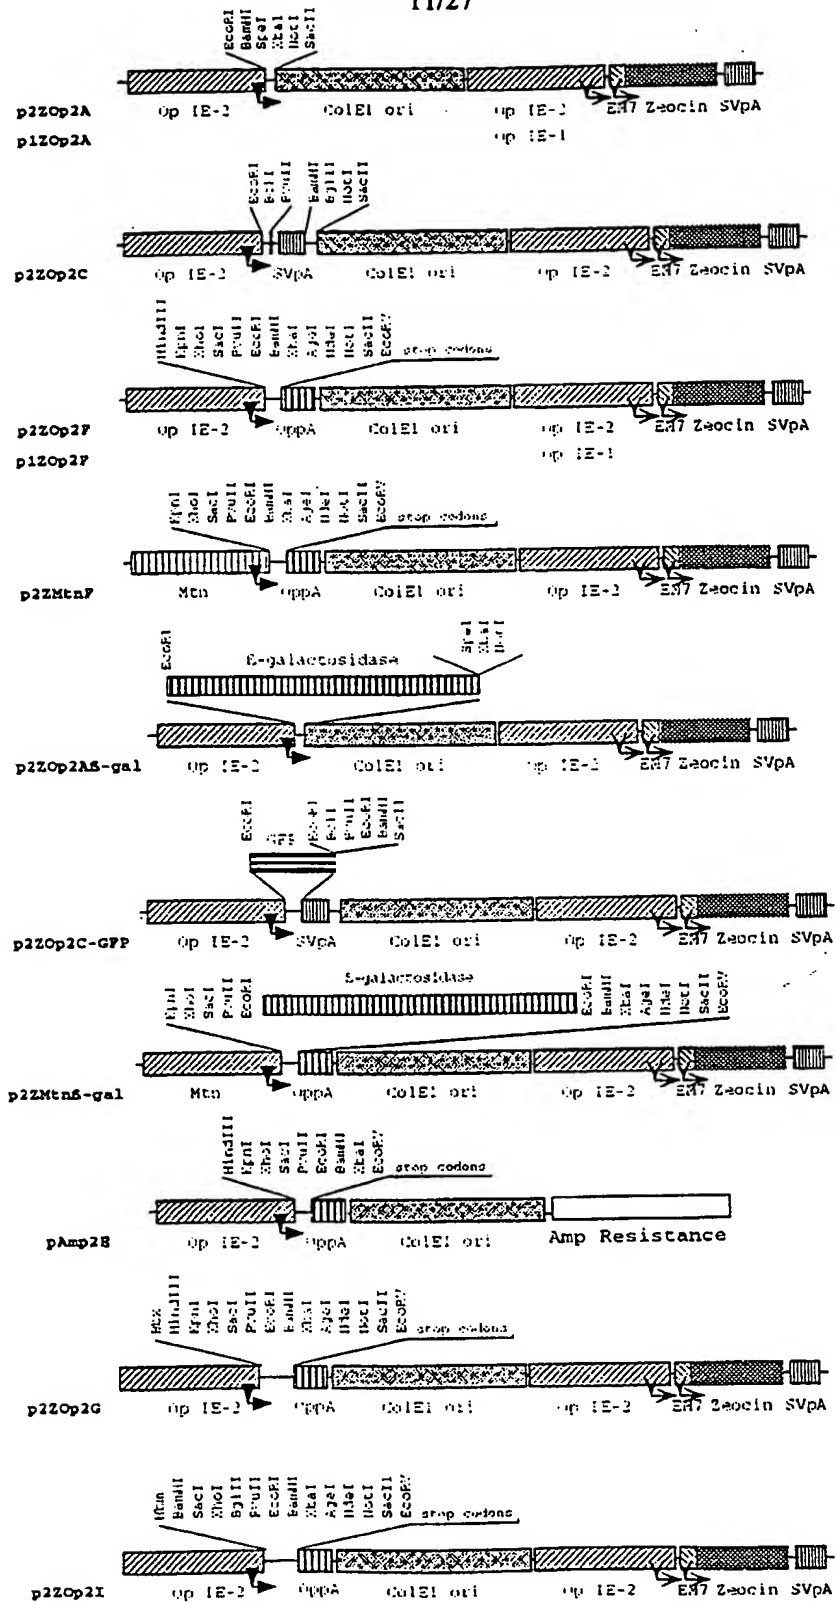 11/27
EcoRI BamHI SpeI XbaI NotI SacII
p2ZOp2A Op IE-2 ColE1 ori Op IE-2 EM7 Zeocin SVpA
p1ZOp2A Op IE-1
EcoRI BclI PvuII BamHI BglII NotI SacII
p2ZOp2C Op IE-2 SVpA ColE1 ori Op IE-2 EM7 Zeocin SVpA
HindIII KpnI XhoI SacI PvuII EcoRI BamHI XbaI AgeI NdeI NotI SacII EcoRV stop codons
p2ZOp2F Op IE-2 OppA ColE1 ori Op IE-2 EM7 Zeocin SVpA
p1ZOp2F Op IE-1
KpnI XhoI SacI PvuII EcoRI BamHI XbaI AgeI NdeI NotI SacII EcoRV stop codons
p2ZMtnF Mtn OppA ColE1 ori Op IE-2 EM7 Zeocin SVpA
EcoRI ß-galactosidase SpeI XbaI NotI
p2ZOp2Aß-gal Op IE-2 ColE1 ori Op IE-2 EM7 Zeocin SVpA
EcoRI GFP EcoRI BclI PvuII EcoRI BamHI SacII
p2ZOp2C-GFP Op IE-2 SVpA ColE1 ori Op IE-2 EM7 Zeocin SVpA
KpnI XhoI SacI PvuII EcoRI ß-galactosidase EcoRI BamHI XbaI AgeI NdeI NotI SacII EcoRV
p2ZMtnß-gal Mtn OppA ColE1 ori Op IE-2 EM7 Zeocin SVpA
HindIII KpnI XhoI SacI PvuII EcoRI BamHI XbaI EcoRV stop codons
pAmp2E Op IE-2 OppA ColE1 ori Amp Resistance
HindIII KpnI XhoI SacI PvuII EcoRI BamHI XbaI AgeI NdeI NotI SacII EcoRV stop codons
p2ZOp2G Op IE-2 OppA ColE1 ori Op IE-2 EM7 Zeocin SVpA
BamHI SacI XhoI BglII PvuII EcoRI BamHI XbaI AgeI NdeI NotI SacII EcoRV stop codons
p2ZOp2I Op IE-2 OppA ColE1 ori Op IE-2 EM7 Zeocin SVpA